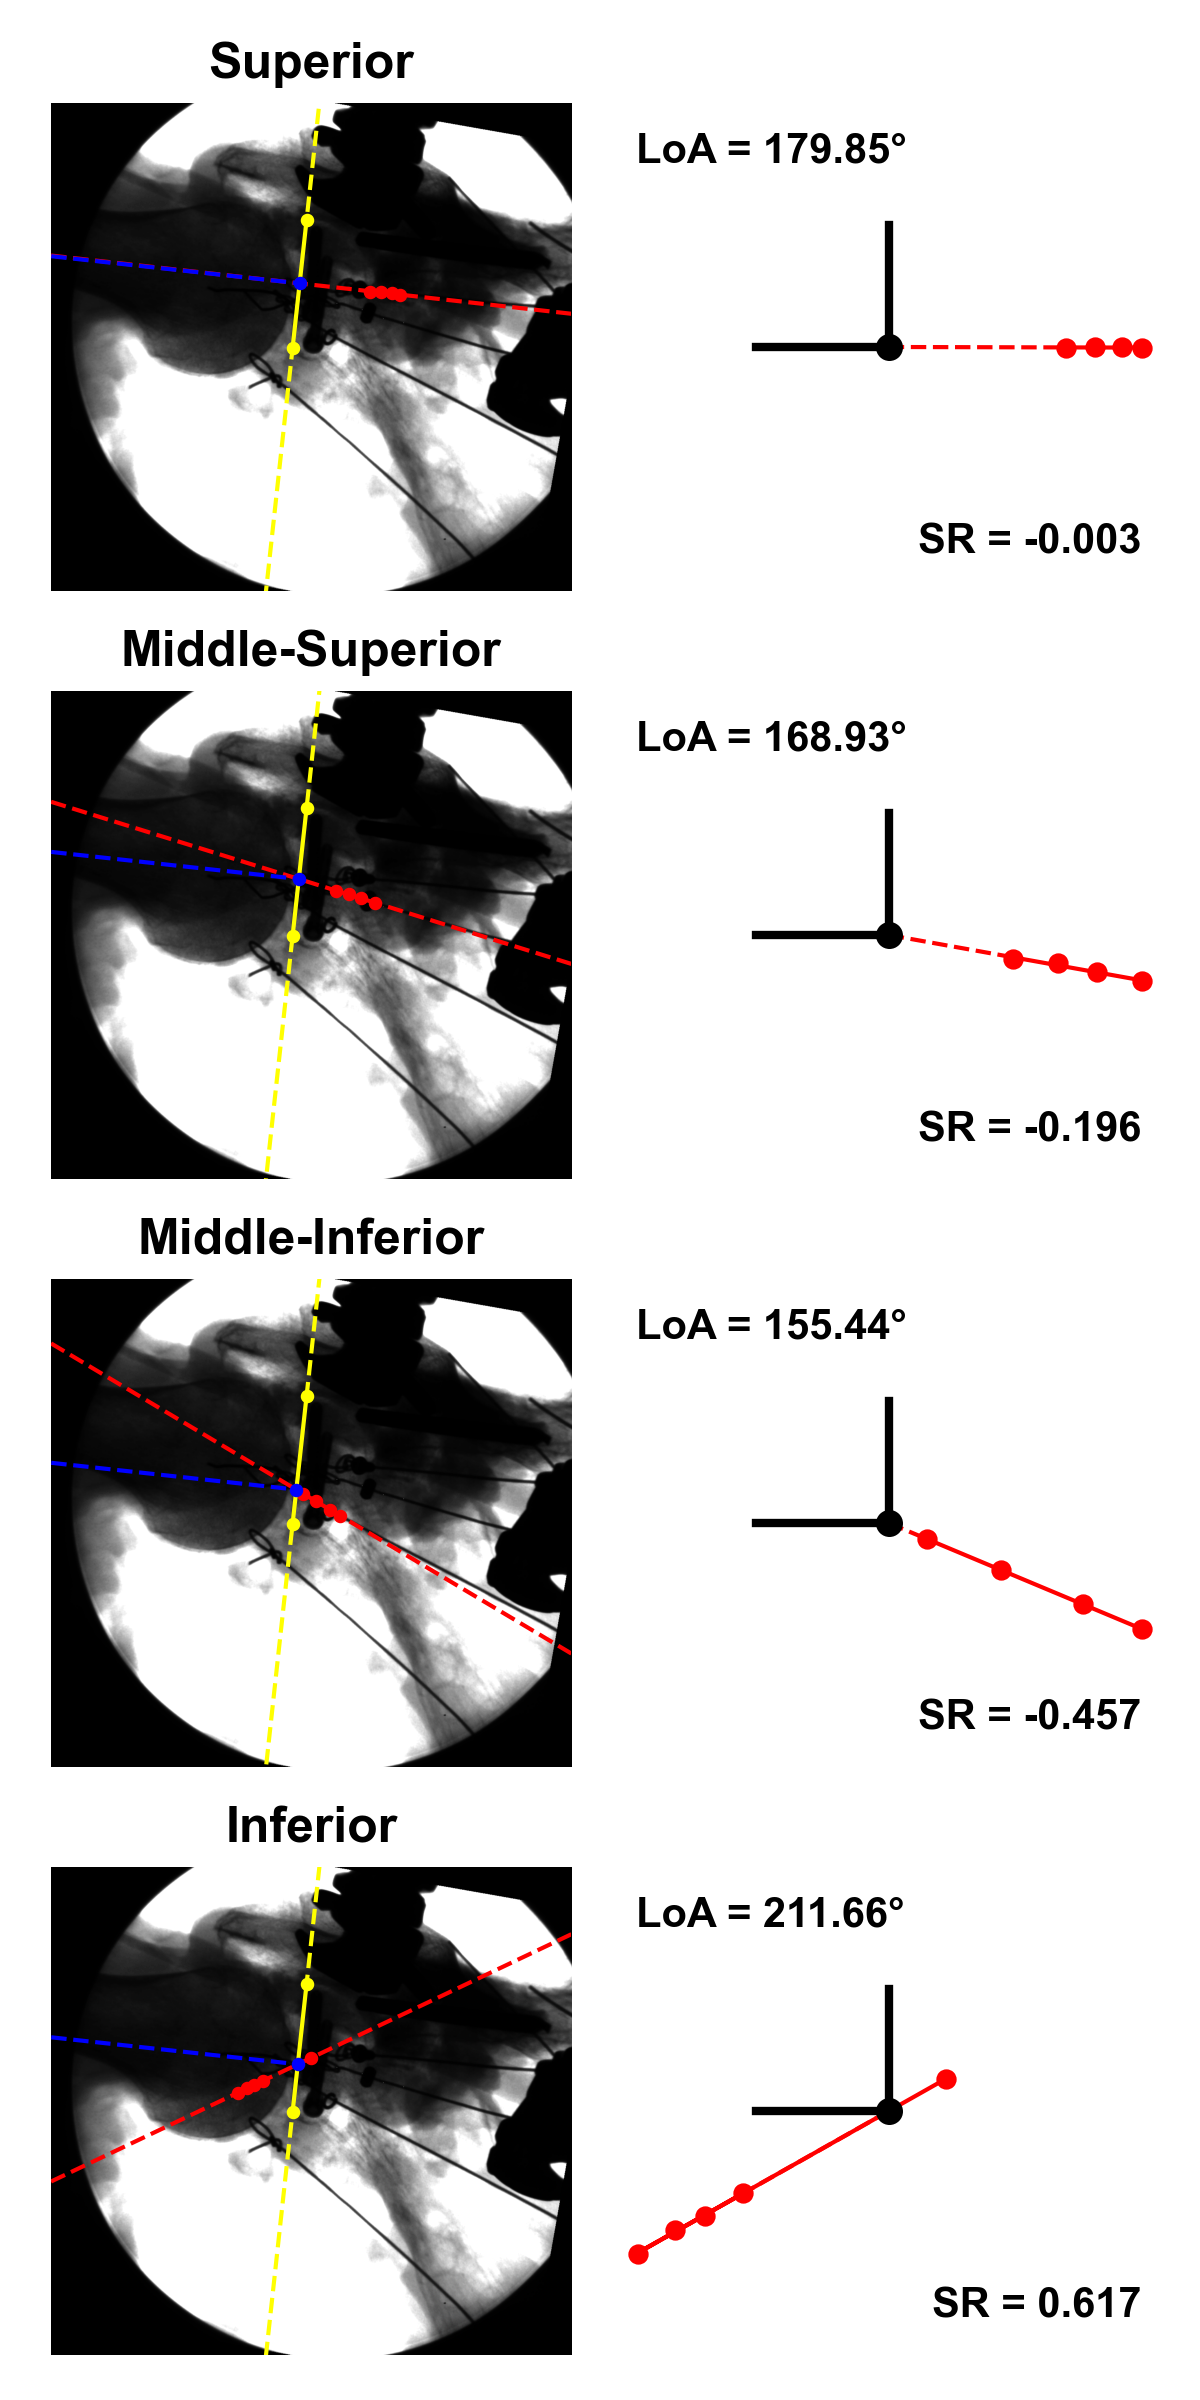 Superior
LoA = 179.85°
SR = -0.003
Middle-Superior
LoA = 168.93°
SR = -0.196
Middle-Inferior
LoA = 155.44°
SR = -0.457
Inferior
LoA = 211.66°
SR = 0.617